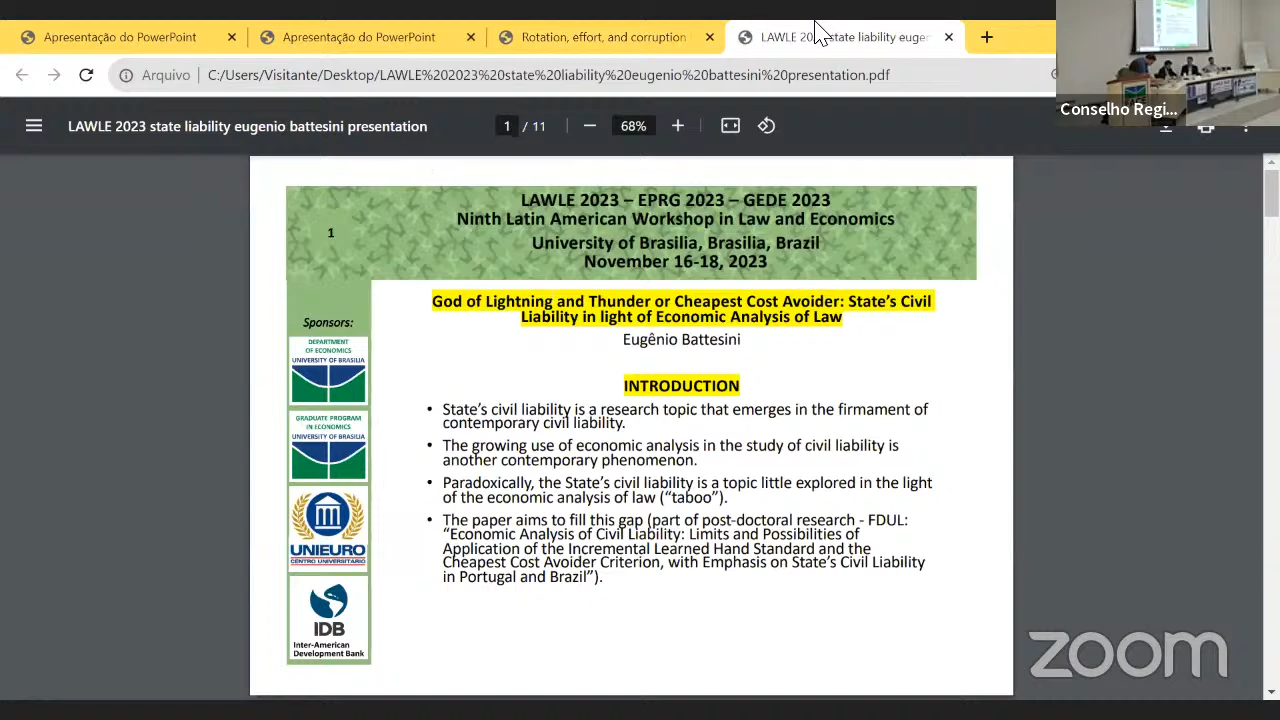 Apresentação do PowerPoint
Apresentação do PowerPoint
Rotation, effort, and corruption
LAWLE 20 state liability euger
Arquivo
C:/Users/Visitante/Desktop/LAWLE%202023%20state%20liability%20eugenio%20battesini%20presentation.pdf
Conselho Regi...
LAWLE 2023 state liability eugenio battesini presentation
1 / 11
68%
LAWLE 2023 – EPRG 2023 – GEDE 2023
Ninth Latin American Workshop in Law and Economics
1
University of Brasilia, Brasilia, Brazil
November 16-18, 2023
God of Lightning and Thunder or Cheapest Cost Avoider: State’s Civil
Liability in light of Economic Analysis of Law
Eugênio Battesini
INTRODUCTION
• State’s civil liability is a research topic that emerges in the firmament of
contemporary civil liability.
• The growing use of economic analysis in the study of civil liability is
another contemporary phenomenon.
• Paradoxically, the State’s civil liability is a topic little explored in the light
of the economic analysis of law (“taboo”).
• The paper aims to fill this gap (part of post-doctoral research - FDUL:
“Economic Analysis of Civil Liability: Limits and Possibilities of
Application of the Incremental Learned Hand Standard and the
Cheapest Cost Avoider Criterion, with Emphasis on State’s Civil Liability
in Portugal and Brazil”).
Sponsors:
DEPARTMENT
OF ECONOMICS
UNIVERSITY OF BRASILIA
GRADUATE PROGRAM
IN ECONOMICS
UNIVERSITY OF BRASILIA
UNIEURO
CENTRO UNIVERSITÁRIO
IDB
Inter-American
Development Bank
zoom